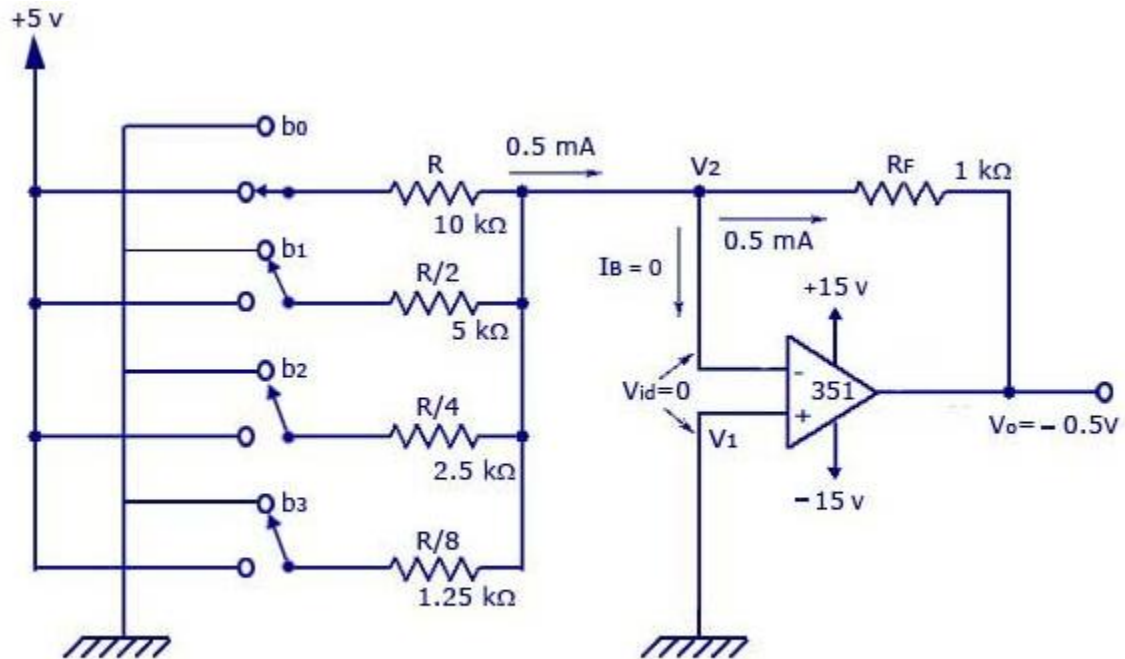 +5 v
b0
R
10 kΩ
b1
R/2
5 kΩ
b2
R/4
2.5 kΩ
b3
R/8
1.25 kΩ
0.5 mA
V2
RF
1 kΩ
0.5 mA
IB = 0
+15 v
Vid=0
-
351
+
V1
-15 v
Vo= - 0.5v